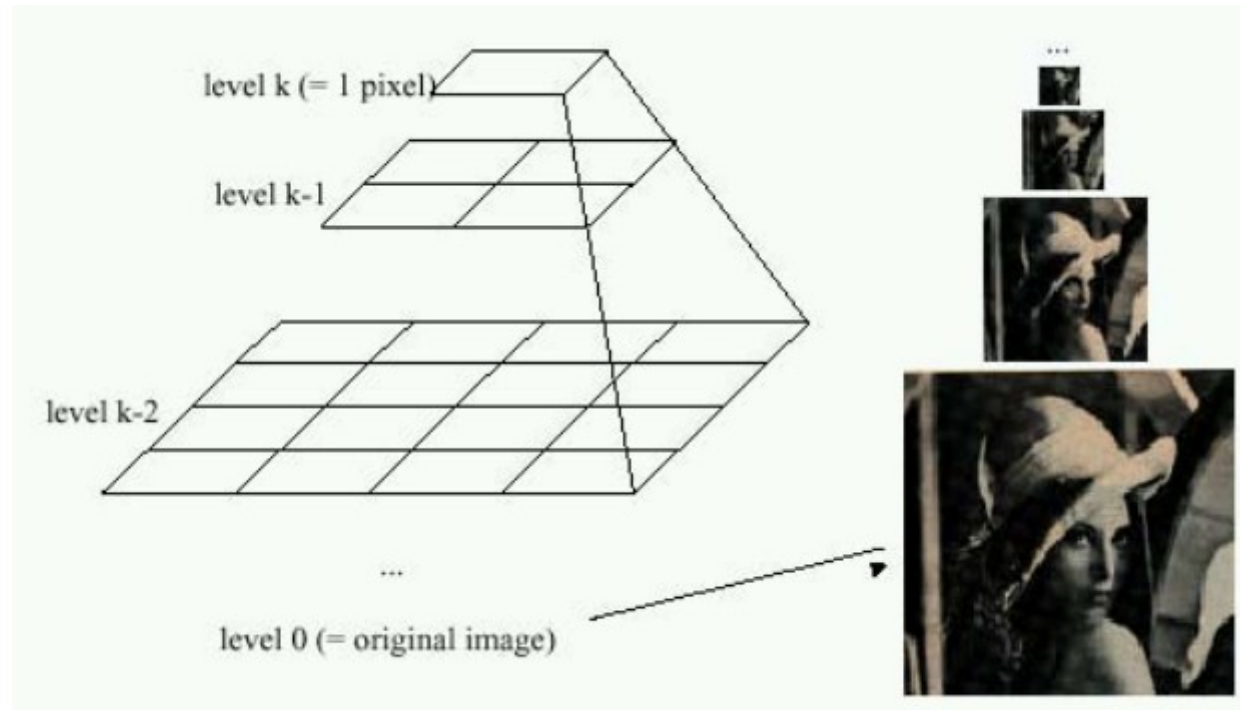 level k (= 1 pixel)
level k-1
level k-2
...
level 0 (= original image)
...